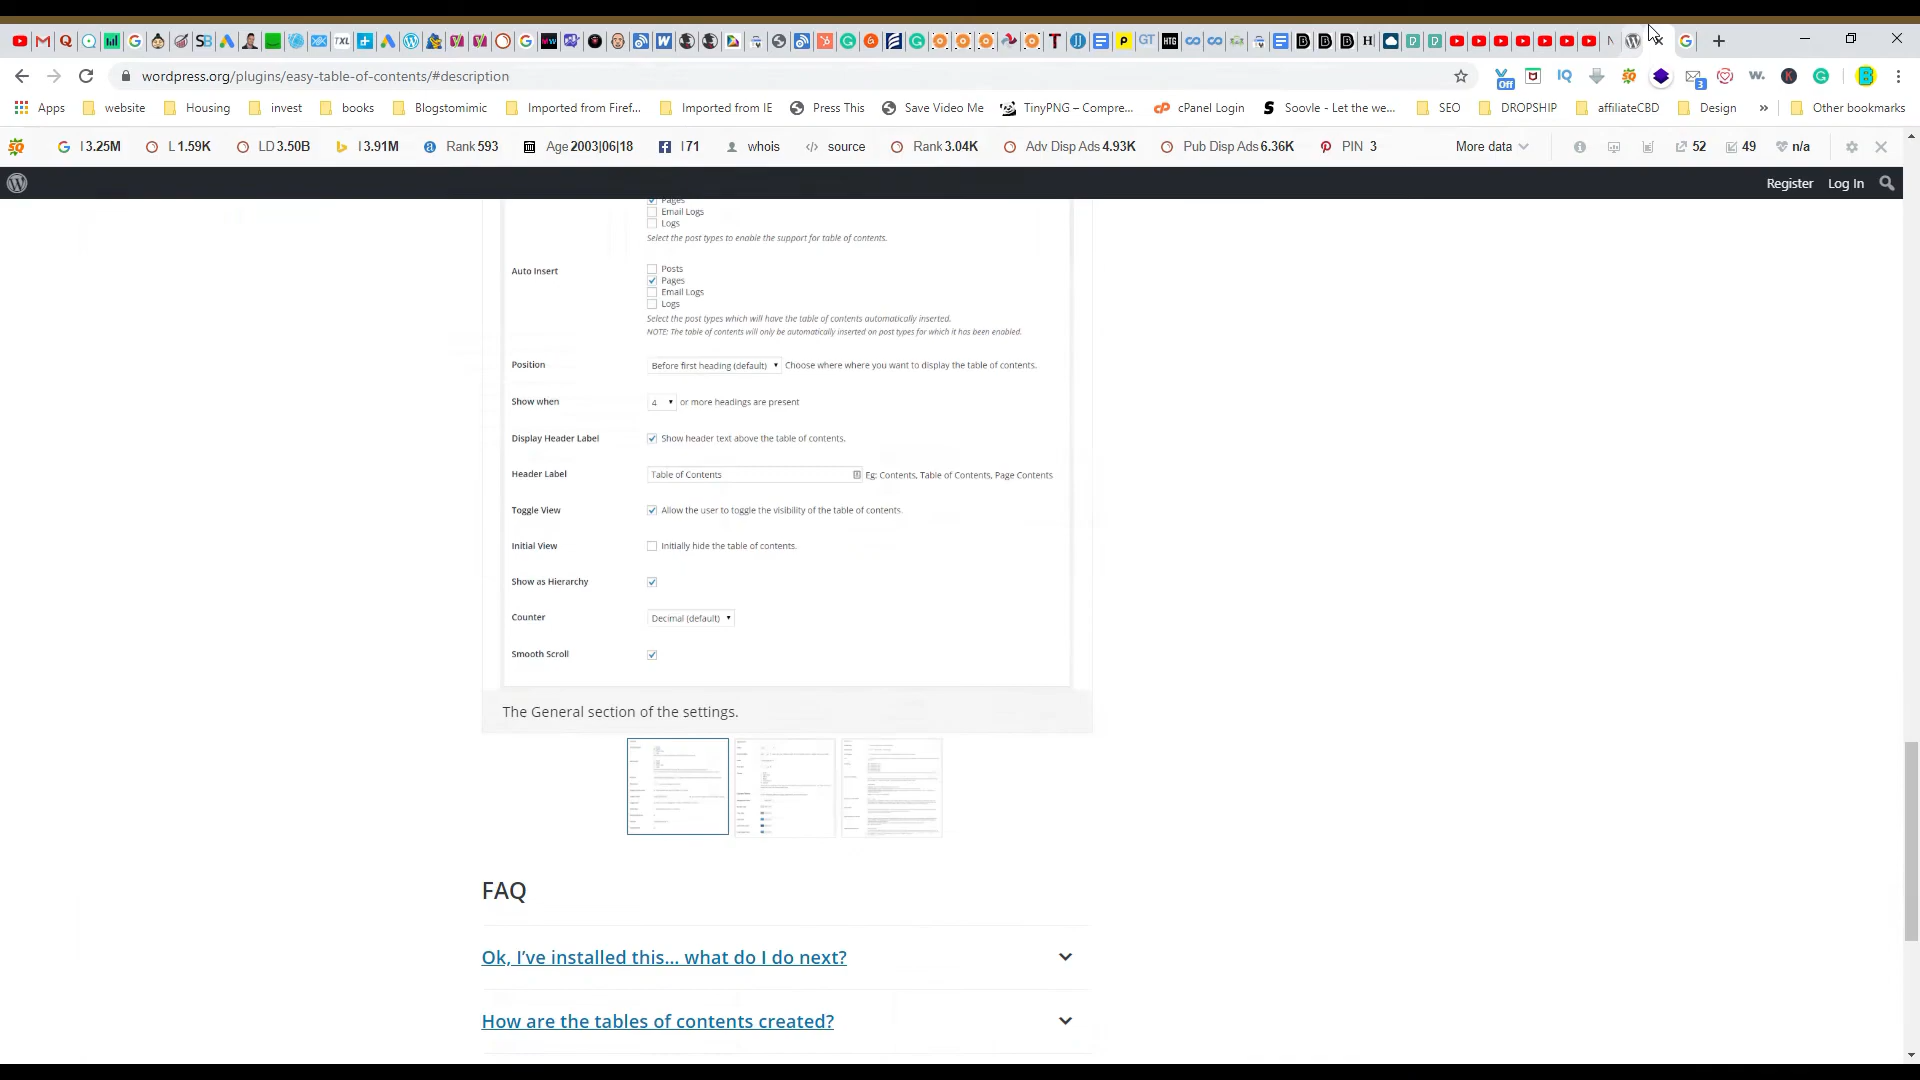 wordpress.org/plugins/easy-table-of-contents/#description
Off
3
Apps
website
Housing
invest
books
Blogstomimic
Imported from Firef...
Imported from IE
Press This
Save Video Me
TinyPNG – Compre...
cPanel Login
Soovle - Let the we...
SEO
DROPSHIP
affiliateCBD
Design
»
Other bookmarks
I 3.25M
L 1.59K
LD 3.50B
I 3.91M
Rank 593
Age 2003|06|18
I 71
whois
source
Rank 3.04K
Adv Disp Ads 4.93K
Pub Disp Ads 6.36K
PIN 3
More data
52
49
n/a
Register
Log In
Pages
Email Logs
Logs
Select the post types to enable the support for table of contents.
Auto Insert
Posts
Pages
Email Logs
Logs
Select the post types which will have the table of contents automatically inserted.
NOTE: The table of contents will only be automatically inserted on post types for which it has been enabled.
Position
Before first heading (default)
Choose where where you want to display the table of contents.
Show when
4
or more headings are present
Display Header Label
Show header text above the table of contents.
Header Label
Table of Contents
Eg: Contents, Table of Contents, Page Contents
Toggle View
Allow the user to toggle the visibility of the table of contents.
Initial View
Initially hide the table of contents.
Show as Hierarchy
Counter
Decimal (default)
Smooth Scroll
The General section of the settings.
FAQ
Ok, I've installed this... what do I do next?
How are the tables of contents created?